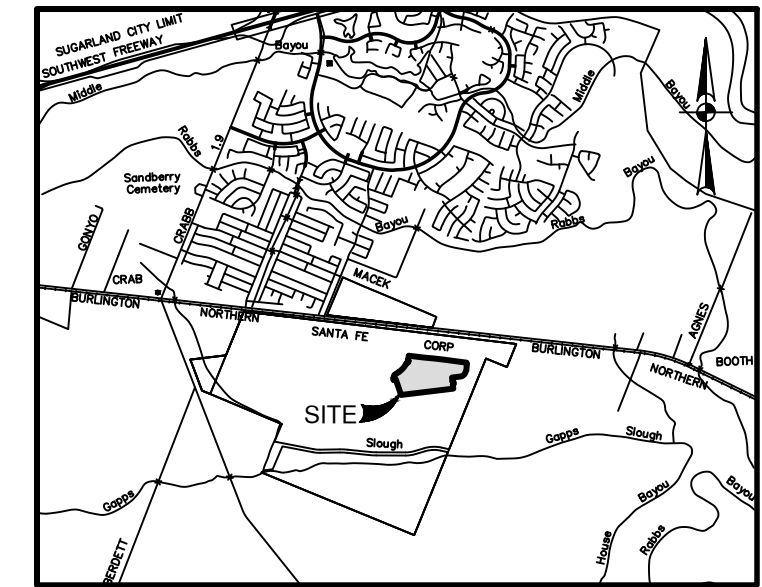 SUGARLAND CITY LIMIT
SOUTHWEST FREEWAY
Bayou
Middle
Middle
Bayou
Rabbs
1.9
Sandberry
Cemetery
Bayou
GONYO
CRABB
Bayou
Rabbs
CRAB
MACEK
BURLINGTON
NORTHERN
SANTA FE
CORP
BURLINGTON
NORTHERN
AGNES
BOOTH
SITE
Slough
Gapps
Slough
Gapps
Bayou
Bayou
House
Rabbs
BERDETT